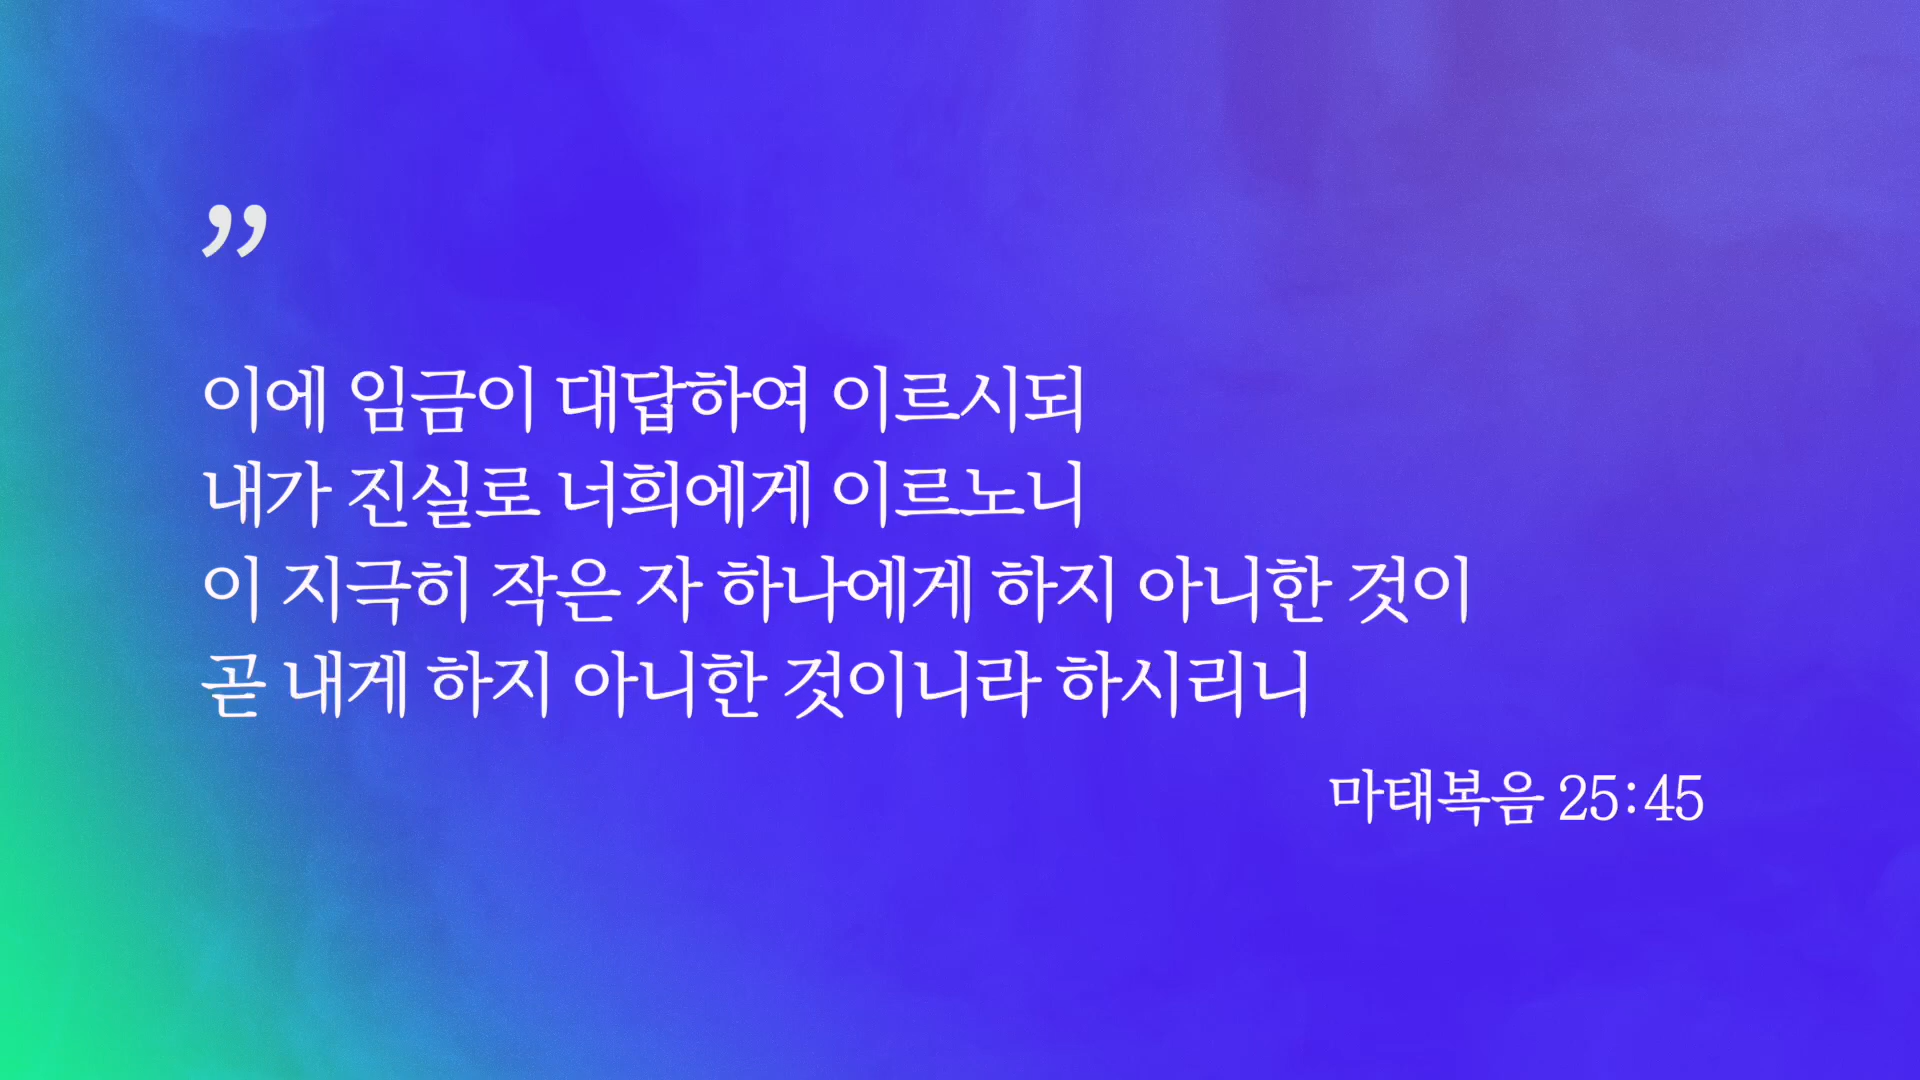 ”
이에 임금이 대답하여 이르시되
내가 진실로 너희에게 이르노니
이 지극히 작은 자 하나에게 하지 아니한 것이
곧 내게 하지 아니한 것이니라 하시리니
마태복음 25:45